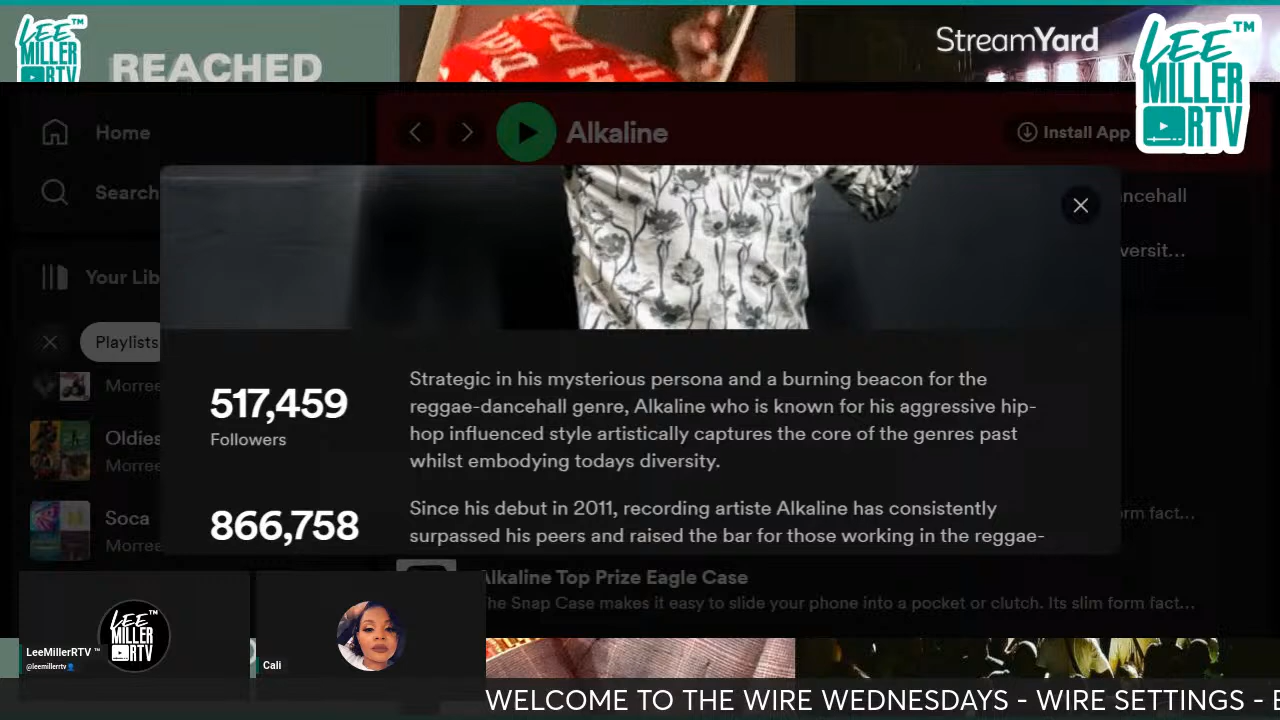 LEE
MILLER
RTV
REACHED
StreamYard
LEE™
MILLER
RTV
Home
Alkaline
Install App
Search
ncehall
Your Lib
versit...
Playlists
Morree
517,459
Followers
Strategic in his mysterious persona and a burning beacon for the
reggae-dancehall genre, Alkaline who is known for his aggressive hip-
hop influenced style artistically captures the core of the genres past
whilst embodying todays diversity.
Oldies
Morree
866,758
Since his debut in 2011, recording artiste Alkaline has consistently
surpassed his peers and raised the bar for those working in the reggae-
Soca
Morree
rm fact...
Alkaline Top Prize Eagle Case
The Snap Case makes it easy to slide your phone into a pocket or clutch. Its slim form fact...
LEE™
MILLER
RTV
LeeMillerRTV ™
@leemillerrtv
Cali
WELCOME TO THE WIRE WEDNESDAYS - WIRE SETTINGS - E